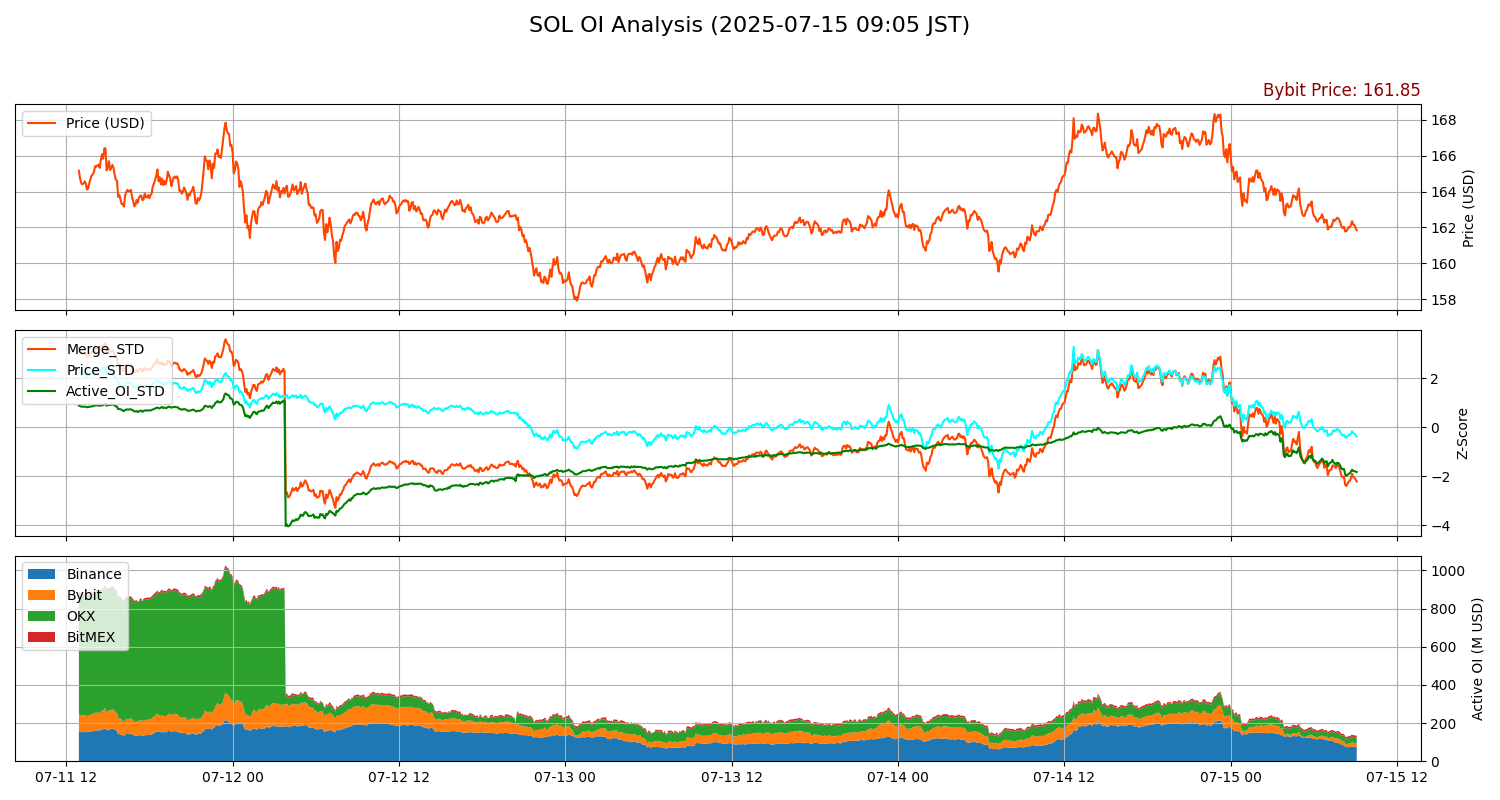 SOL OI Analysis (2025-07-15 09:05 JST)
Bybit Price: 161.85
Price (USD)
168
166
164
162
160
158
Price (USD)
Merge_STD
Price_STD
Active_OI_STD
2
0
−2
−4
Z-Score
Binance
Bybit
OKX
BitMEX
1000
800
600
400
200
0
Active OI (M USD)
07-11 12
07-12 00
07-12 12
07-13 00
07-13 12
07-14 00
07-14 12
07-15 00
07-15 12